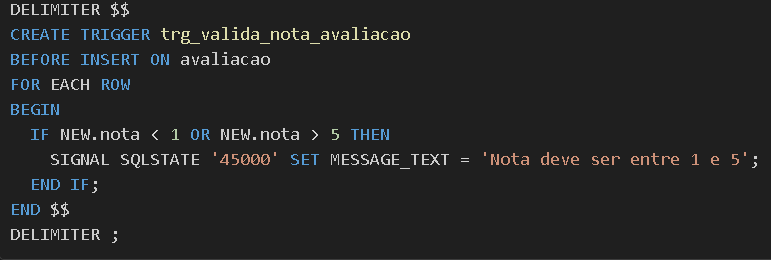 DELIMITER $$
CREATE TRIGGER trg_valida_nota_avaliacao
BEFORE INSERT ON avaliacao
FOR EACH ROW
BEGIN
  IF NEW.nota < 1 OR NEW.nota > 5 THEN
    SIGNAL SQLSTATE '45000' SET MESSAGE_TEXT = 'Nota deve ser entre 1 e 5';
  END IF;
END $$
DELIMITER ;